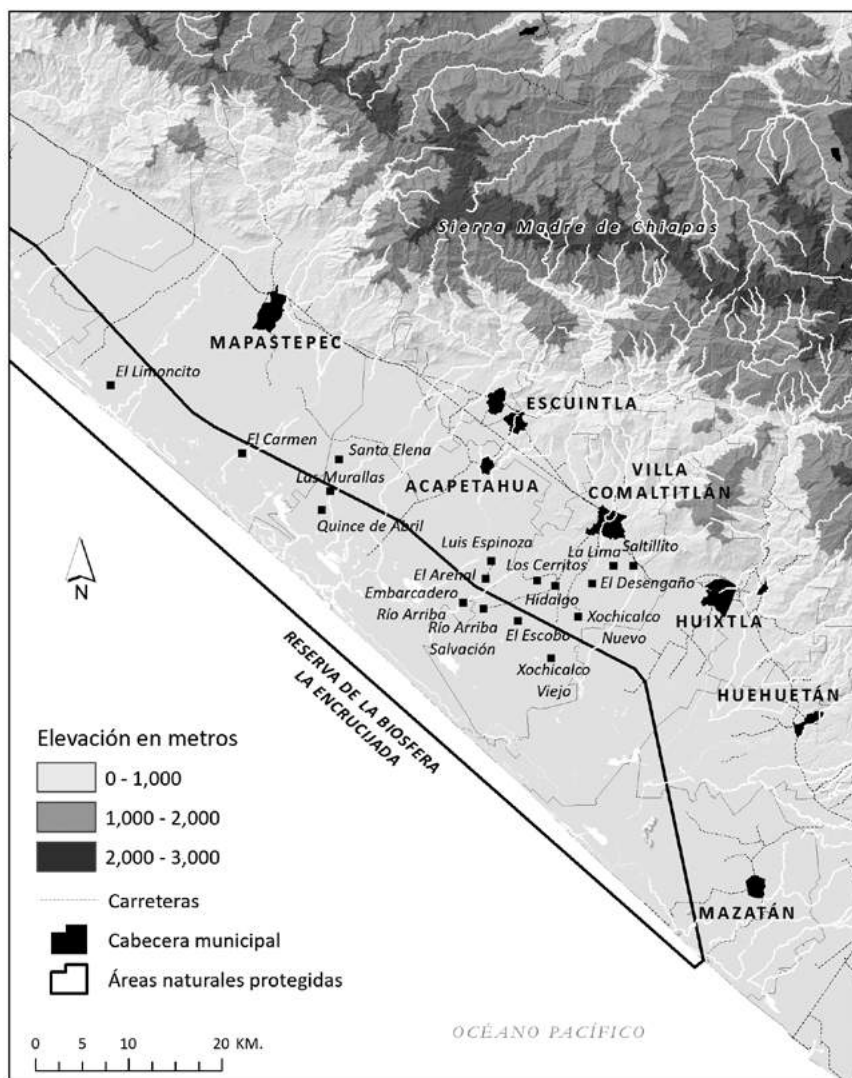 Sierra Madre de Chiapas
MAPASTEPEC
El Limoncito
ESCUINTLA
El Carmen
Santa Elena
ACAPETAHUA
VILLA
COMALTITLÁN
Las Murallas
Quince de Abril
Luis Espinoza
La Lima
Saltillito
El Arenal
Los Cerritos
El Desengaño
Embarcadero
Río Arriba
Hidalgo
HUIXTLA
Río Arriba
Salvación
El Escobo
Xochicalco
Nuevo
Xochicalco
Viejo
N
RESERVA DE LA BIOSFERA
LA ENCRUCIJADA
HUEHUETÁN
MAZATÁN
Elevación en metros
0 - 1,000
1,000 - 2,000
2,000 - 3,000
Carreteras
Cabecera municipal
Áreas naturales protegidas
0 5 10 20 KM.
OCÉANO PACÍFICO